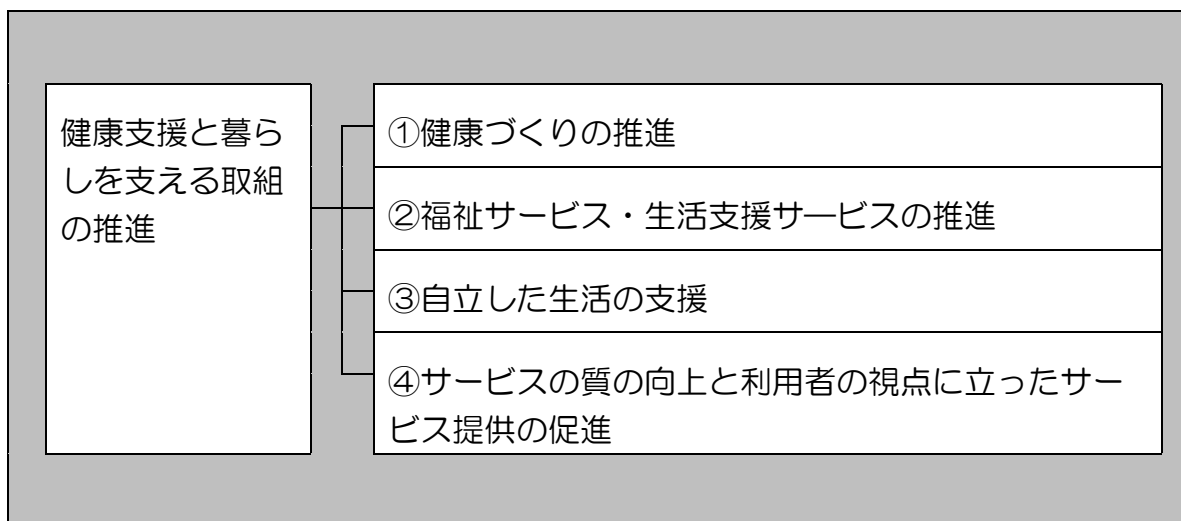 健康支援と暮ら
しを支える取組
の推進
①健康づくりの推進
②福祉サービス・生活支援サ―ビスの推進
③自立した生活の支援
④サービスの質の向上と利用者の視点に立ったサー
ビス提供の促進